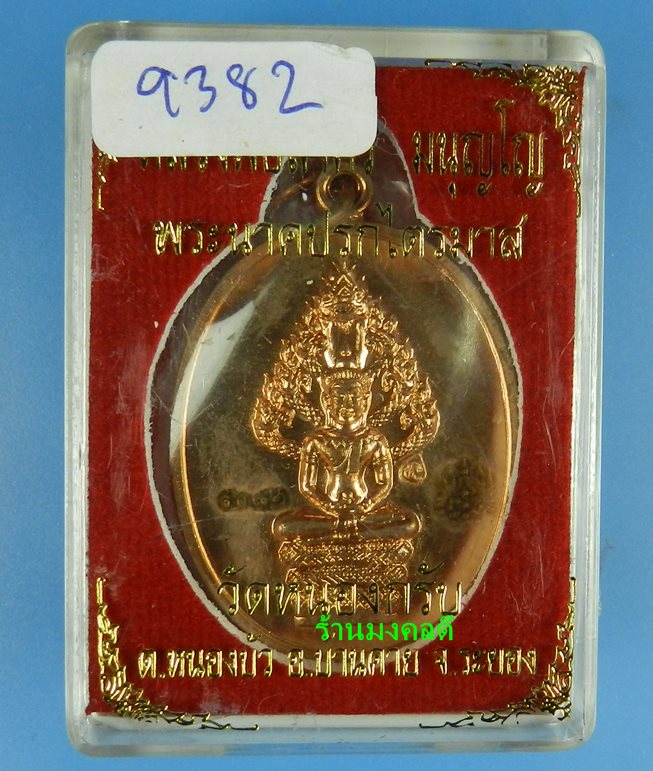 9382
มนุญโญ
พระนาคปรกไตรมาส
วัดหนองกรับ
ร้านมงคลดี
ต.หนองบัว อ.บ้านค่าย จ.ระยอง